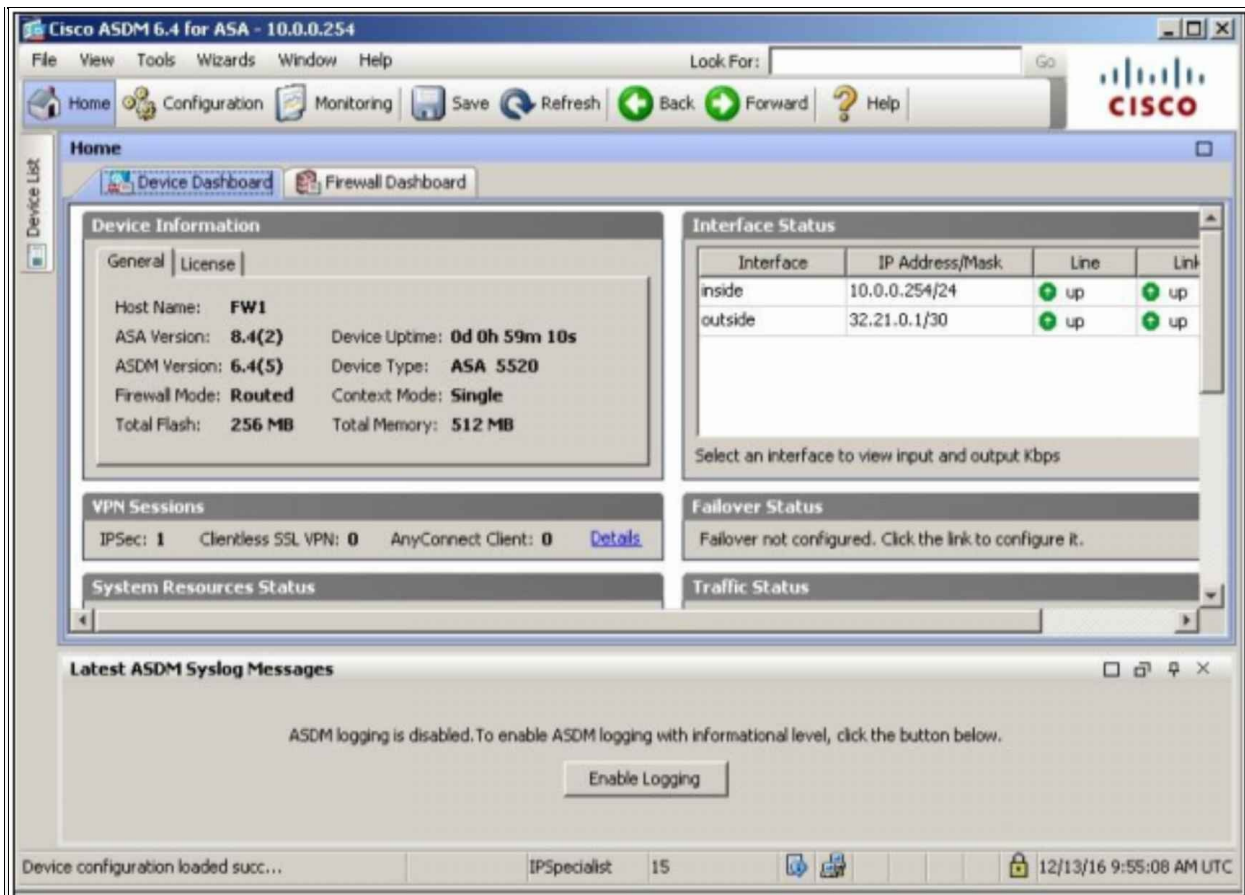 Cisco ASDM 6.4 for ASA - 10.0.0.254
File View Tools Wizards Window Help Look For: Go
Home Configuration Monitoring Save Refresh Back Forward Help
CISCO
Device List
Home
Device Dashboard Firewall Dashboard
Device Information
General License
Host Name: FW1
ASA Version: 8.4(2) Device Uptime: 0d 0h 59m 10s
ASDM Version: 6.4(5) Device Type: ASA 5520
Firewall Mode: Routed Context Mode: Single
Total Flash: 256 MB Total Memory: 512 MB
Interface Status
Interface IP Address/Mask Line Link
inside 10.0.0.254/24 up up
outside 32.21.0.1/30 up up
Select an interface to view input and output Kbps
VPN Sessions
IPSec: 1 Clientless SSL VPN: 0 AnyConnect Client: 0 Details
Failover Status
Failover not configured. Click the link to configure it.
System Resources Status
Traffic Status
Latest ASDM Syslog Messages
ASDM logging is disabled.To enable ASDM logging with informational level, click the button below.
Enable Logging
Device configuration loaded succ... IPSpecialist 15 12/13/16 9:55:08 AM UTC